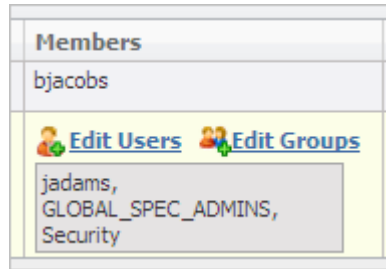 Members
bjacobs
Edit Users Edit Groups
jadams,
GLOBAL_SPEC_ADMINS,
Security